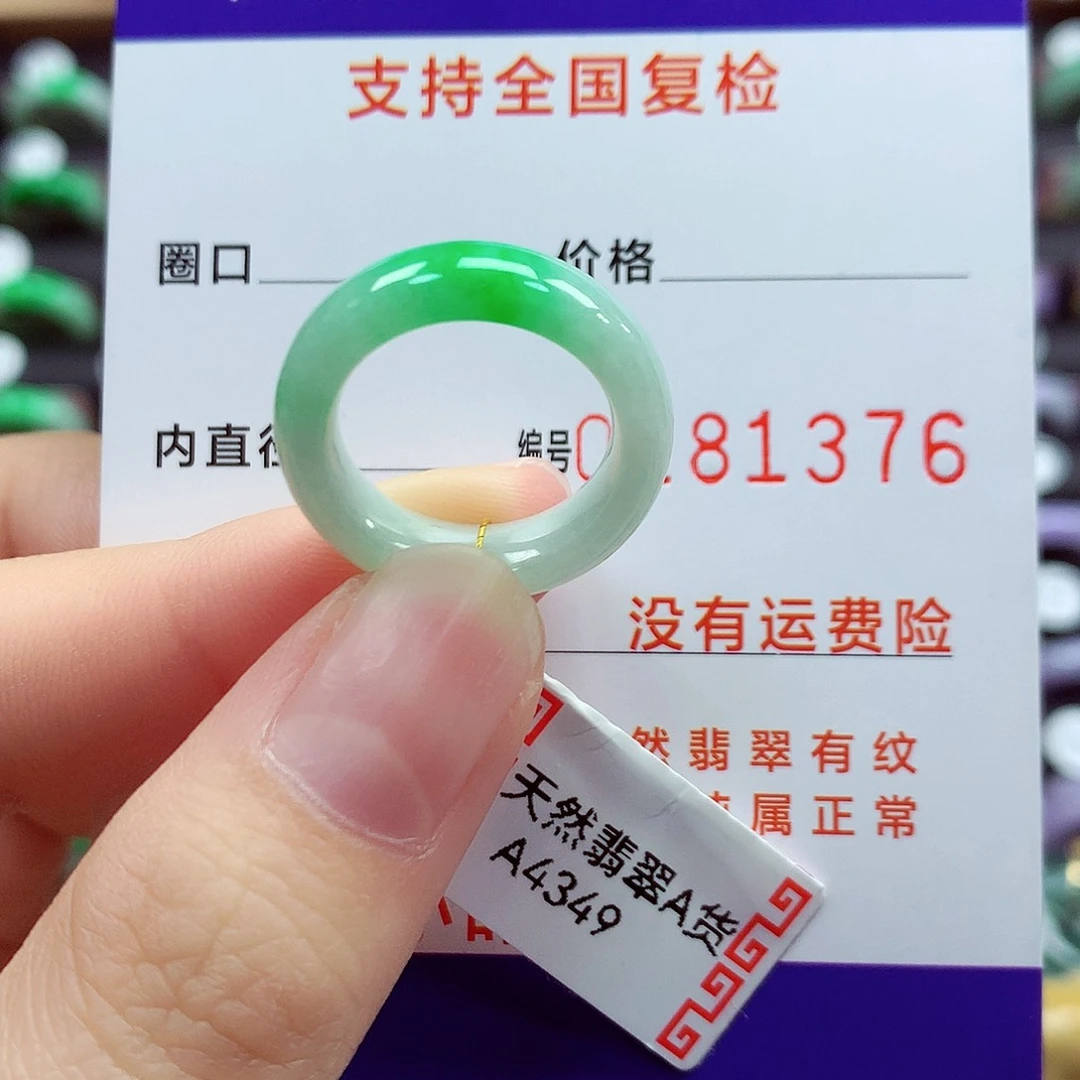 支持全国复检
圈口 价格
内直径 编号 81376
没有运费险
然翡翠有纹
属正常
天然翡翠A货
A4349